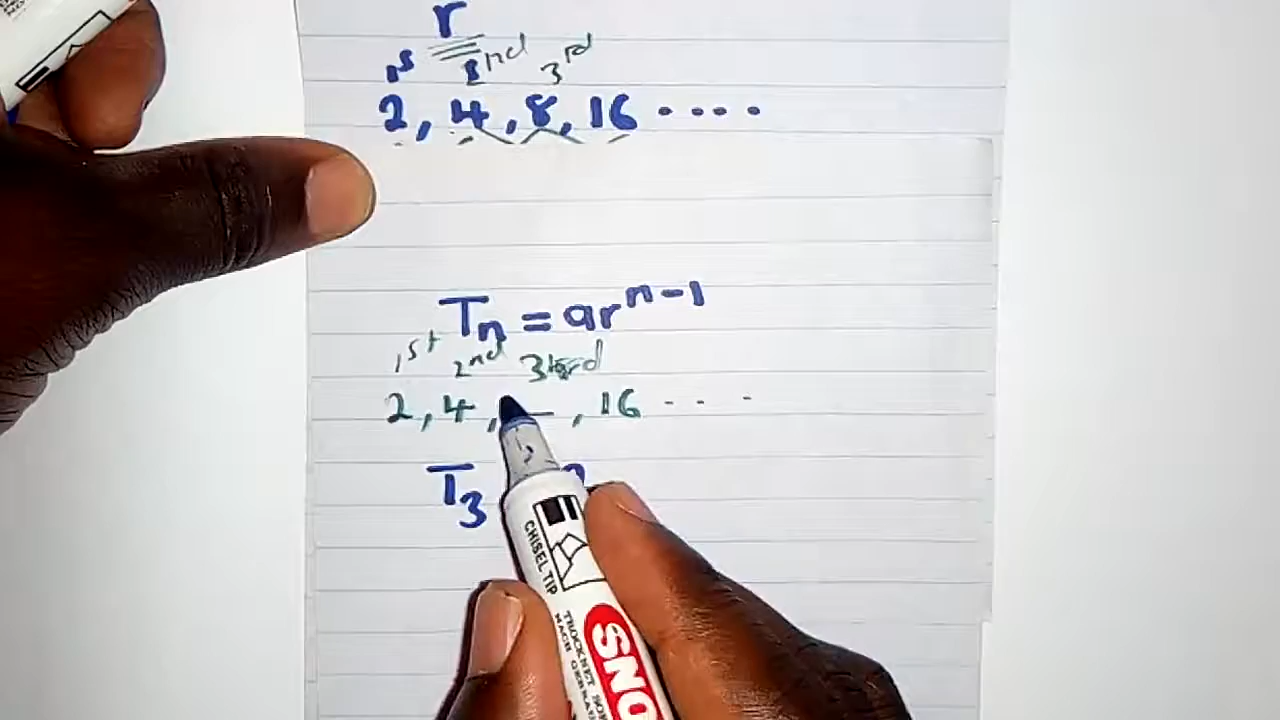 r
1st 2nd 3rd
2, 4, 8, 16 ....
Tn = ar^n-1
1st 2nd 3rd
2, 4, __, 16 ...
T3
CHISEL TIP
SNO